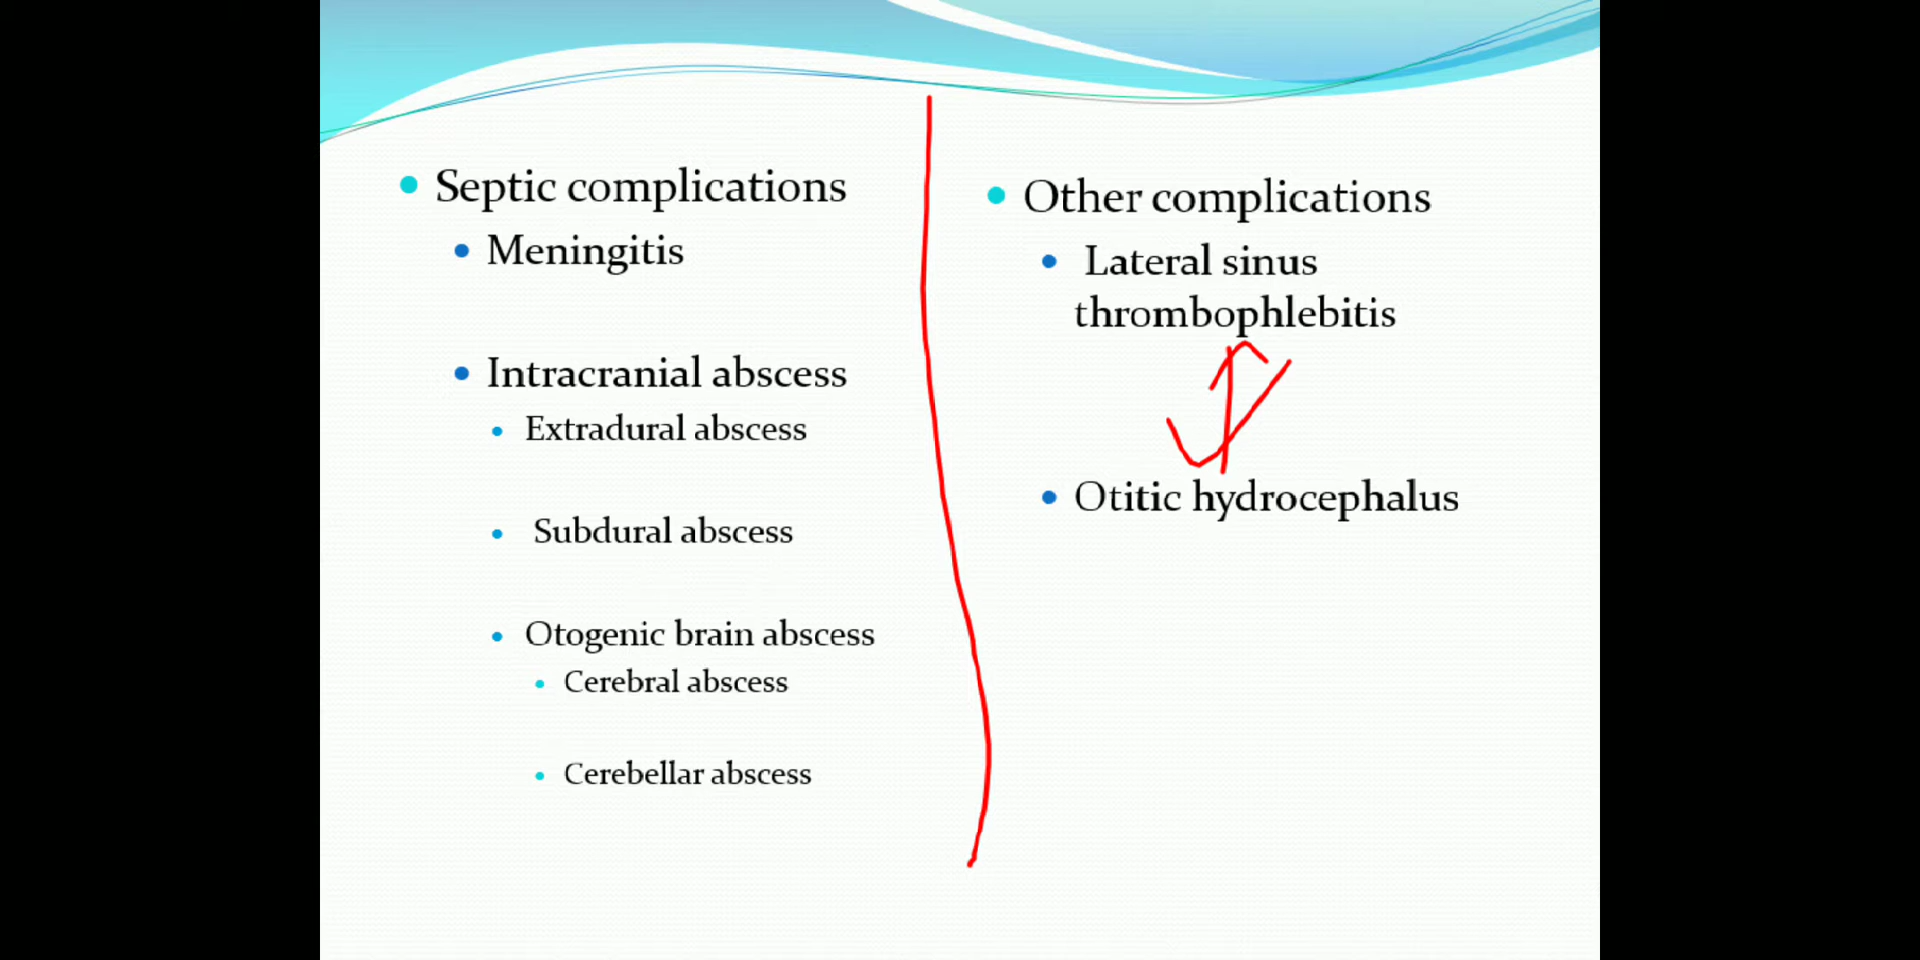 Septic complications
Meningitis
Intracranial abscess
Extradural abscess
Subdural abscess
Otogenic brain abscess
Cerebral abscess
Cerebellar abscess
Other complications
Lateral sinus
thrombophlebitis
Otitic hydrocephalus